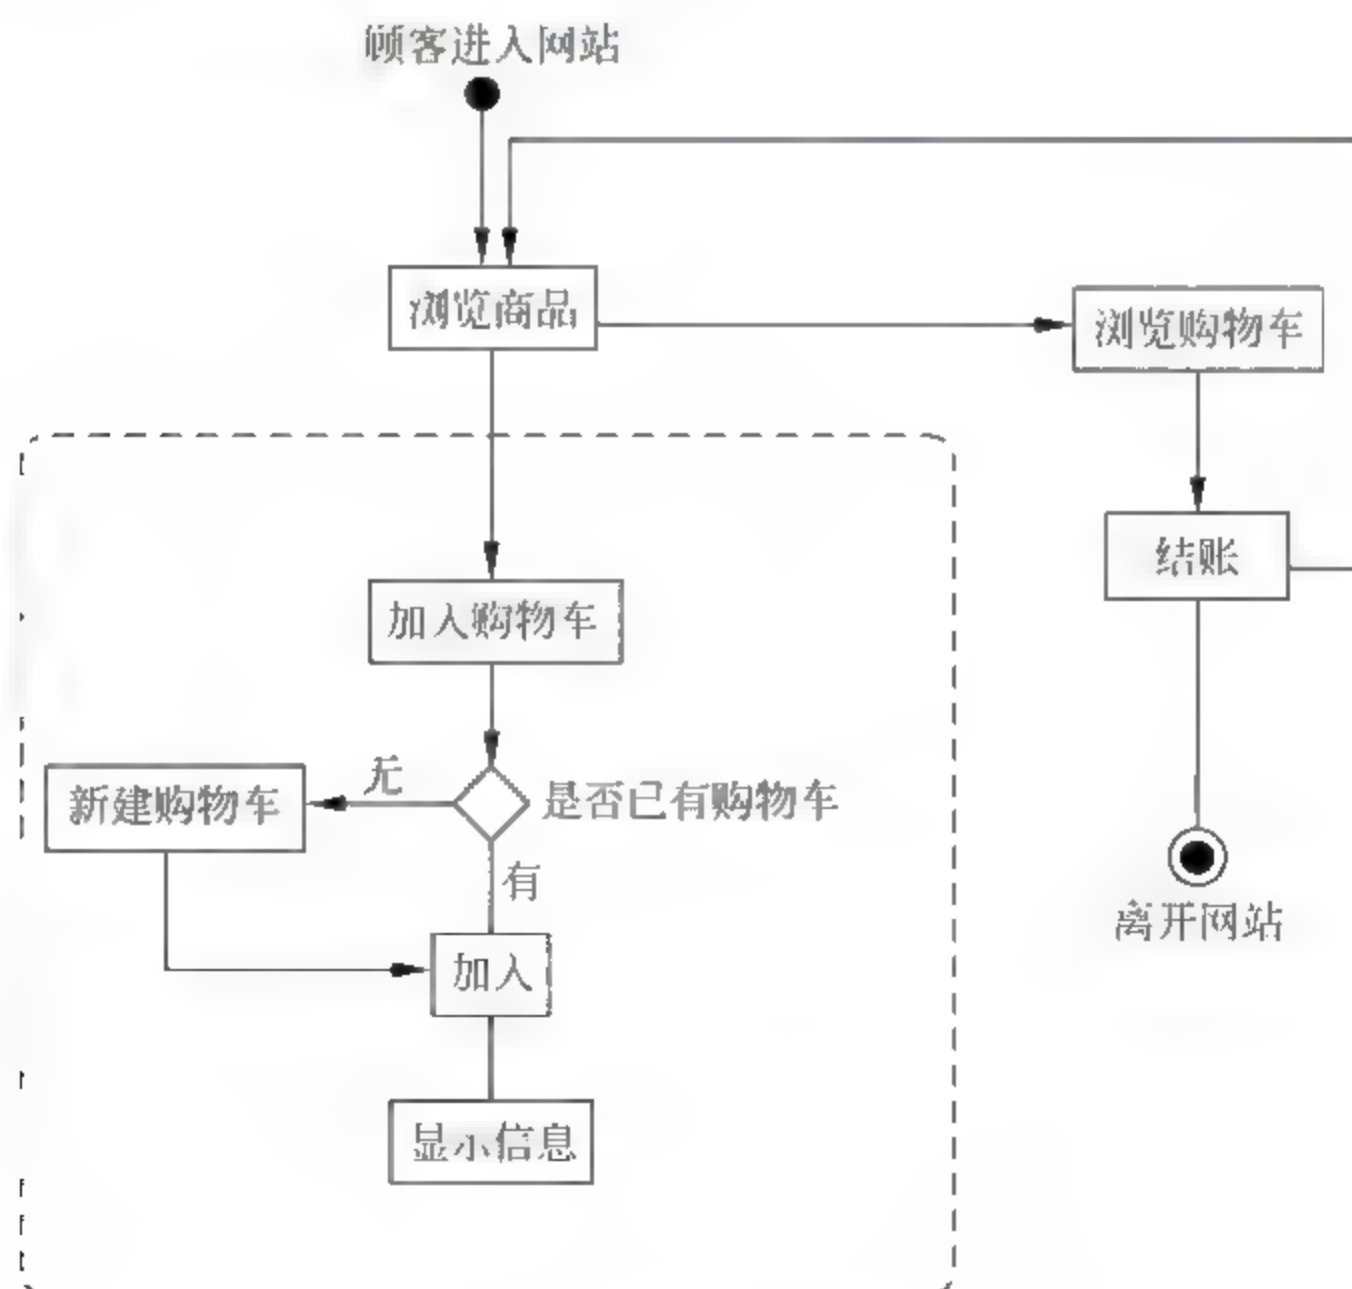 顾客进入网站
浏览商品
浏览购物车
结账
加入购物车
无
新建购物车
是否已有购物车
有
加入
离开网站
显示信息